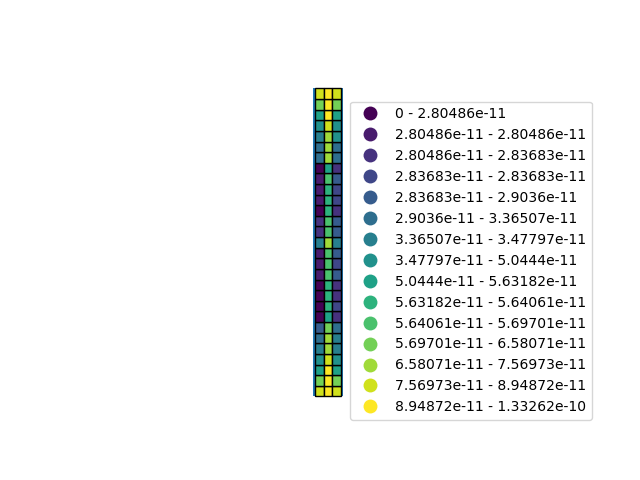 0 - 2.80486e-11
2.80486e-11 - 2.80486e-11
2.80486e-11 - 2.83683e-11
2.83683e-11 - 2.83683e-11
2.83683e-11 - 2.9036e-11
2.9036e-11 - 3.36507e-11
3.36507e-11 - 3.47797e-11
3.47797e-11 - 5.0444e-11
5.0444e-11 - 5.63182e-11
5.63182e-11 - 5.64061e-11
5.64061e-11 - 5.69701e-11
5.69701e-11 - 6.58071e-11
6.58071e-11 - 7.56973e-11
7.56973e-11 - 8.94872e-11
8.94872e-11 - 1.33262e-10